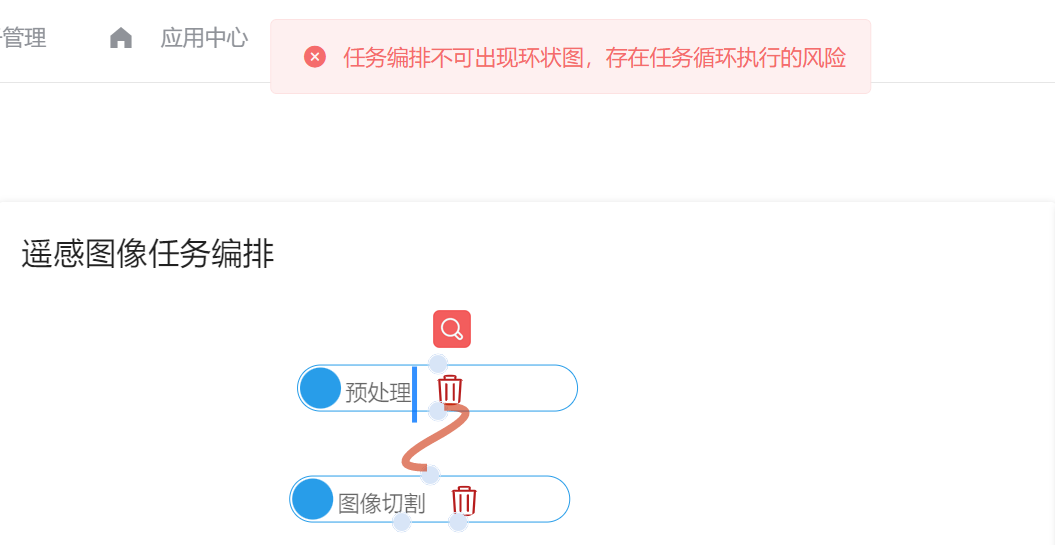 管理
应用中心
任务编排不可出现环状图，存在任务循环执行的风险
遥感图像任务编排
预处理
图像切割